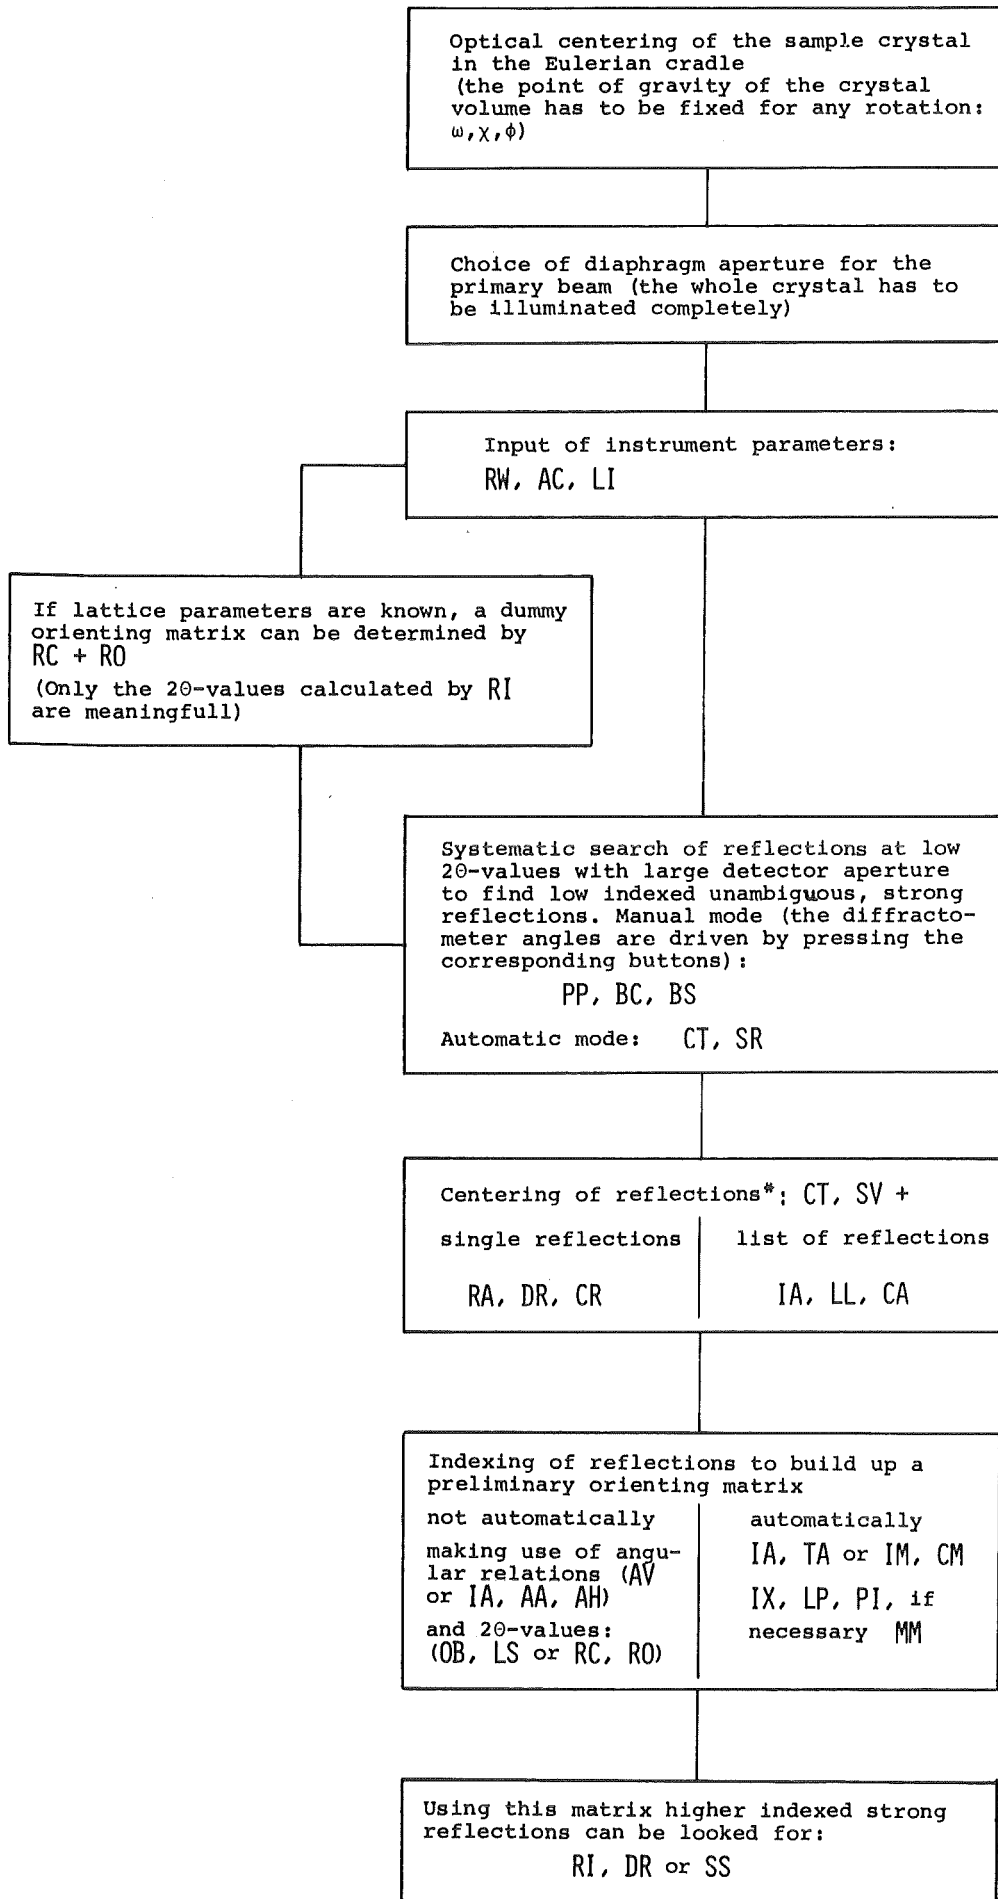 Optical centering of the sample crystal
in the Eulerian cradle
(the point of gravity of the crystal
volume has to be fixed for any rotation:
ω,χ,ϕ)
Choice of diaphragm aperture for the
primary beam (the whole crystal has to
be illuminated completely)
Input of instrument parameters:
RW, AC, LI
If lattice parameters are known, a dummy
orienting matrix can be determined by
RC + RO
(Only the 2θ-values calculated by RI
are meaningfull)
Systematic search of reflections at low
2θ-values with large detector aperture
to find low indexed unambiguous, strong
reflections. Manual mode (the diffracto-
meter angles are driven by pressing the
corresponding buttons):
PP, BC, BS
Automatic mode: CT, SR
Centering of reflections*: CT, SV +
single reflections
RA, DR, CR
list of reflections
IA, LL, CA
Indexing of reflections to build up a
preliminary orienting matrix
not automatically
making use of angu-
lar relations (AV
or IA, AA, AH)
and 2θ-values:
(OB, LS or RC, RO)
automatically
IA, TA or IM, CM
IX, LP, PI, if
necessary MM
Using this matrix higher indexed strong
reflections can be looked for:
RI, DR or SS